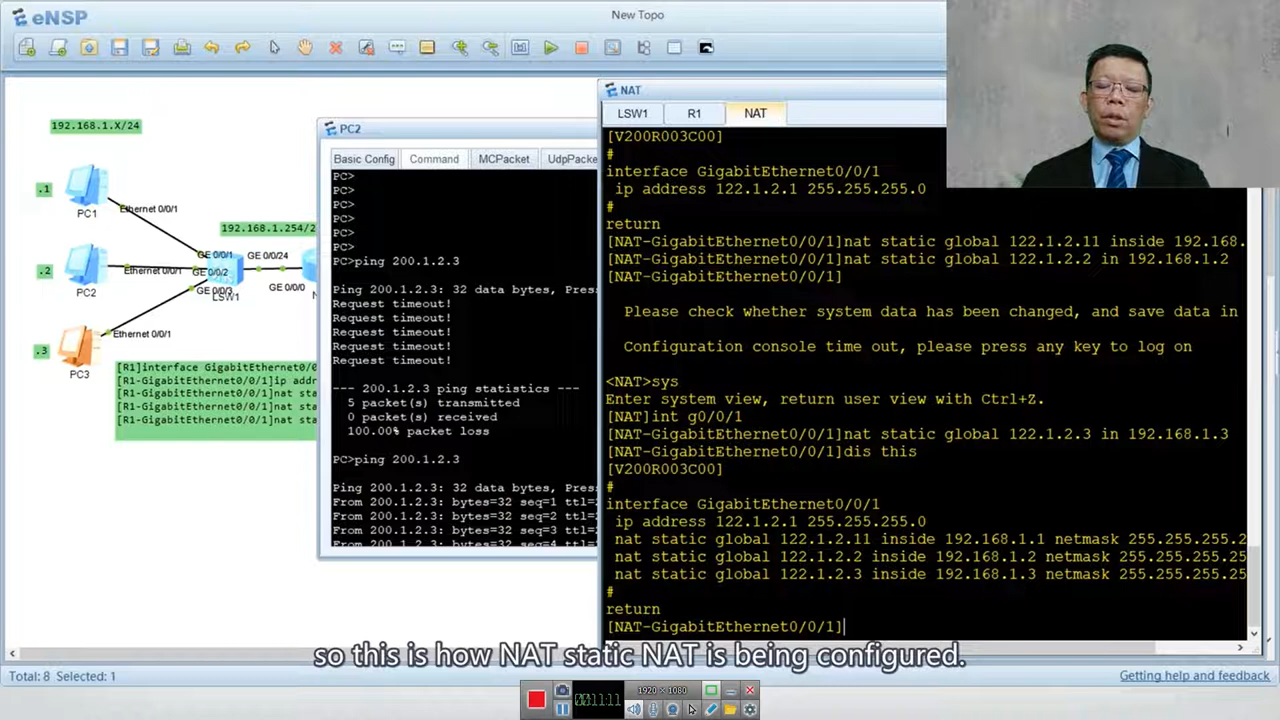 eNSP
New Topo
192.168.1.X/24
.1
PC1
Ethernet 0/0/1
192.168.1.254/2
GE 0/0/1
GE 0/0/24
.2
PC2
Ethernet 0/0/1
GE 0/0/2
GE 0/0/3
LSW1
GE 0/0/0
.3
PC3
Ethernet 0/0/1
[R1]interface GigabitEthernet0/0
[R1-GigabitEthernet0/0/1]ip addr
[R1-GigabitEthernet0/0/1]nat sta
[R1-GigabitEthernet0/0/1]nat sta
[R1-GigabitEthernet0/0/1]nat sta
PC2
Basic Config
Command
MCPacket
UdpPacke
PC>
PC>
PC>
PC>
PC>
PC>
PC>ping 200.1.2.3
Ping 200.1.2.3: 32 data bytes, Press
Request timeout!
Request timeout!
Request timeout!
Request timeout!
Request timeout!
--- 200.1.2.3 ping statistics ---
5 packet(s) transmitted
0 packet(s) received
100.00% packet loss
PC>ping 200.1.2.3
Ping 200.1.2.3: 32 data bytes, Press
From 200.1.2.3: bytes=32 seq=1 ttl=
From 200.1.2.3: bytes=32 seq=2 ttl=
From 200.1.2.3: bytes=32 seq=3 ttl=
From 200.1.2.3: bytes=32 seq=4 ttl=
NAT
LSW1
R1
NAT
[V200R003C00]
#
interface GigabitEthernet0/0/1
ip address 122.1.2.1 255.255.255.0
#
return
[NAT-GigabitEthernet0/0/1]nat static global 122.1.2.11 inside 192.168.
[NAT-GigabitEthernet0/0/1]nat static global 122.1.2.2 in 192.168.1.2
[NAT-GigabitEthernet0/0/1]
Please check whether system data has been changed, and save data in
Configuration console time out, please press any key to log on
<NAT>sys
Enter system view, return user view with Ctrl+Z.
[NAT]int g0/0/1
[NAT-GigabitEthernet0/0/1]nat static global 122.1.2.3 in 192.168.1.3
[NAT-GigabitEthernet0/0/1]dis this
[V200R003C00]
#
interface GigabitEthernet0/0/1
ip address 122.1.2.1 255.255.255.0
nat static global 122.1.2.11 inside 192.168.1.1 netmask 255.255.255.2
nat static global 122.1.2.2 inside 192.168.1.2 netmask 255.255.255.25
nat static global 122.1.2.3 inside 192.168.1.3 netmask 255.255.255.25
#
return
[NAT-GigabitEthernet0/0/1]
so this is how NAT static NAT is being configured.
Total: 8 Selected: 1
Getting help and feedback
1920 × 1080